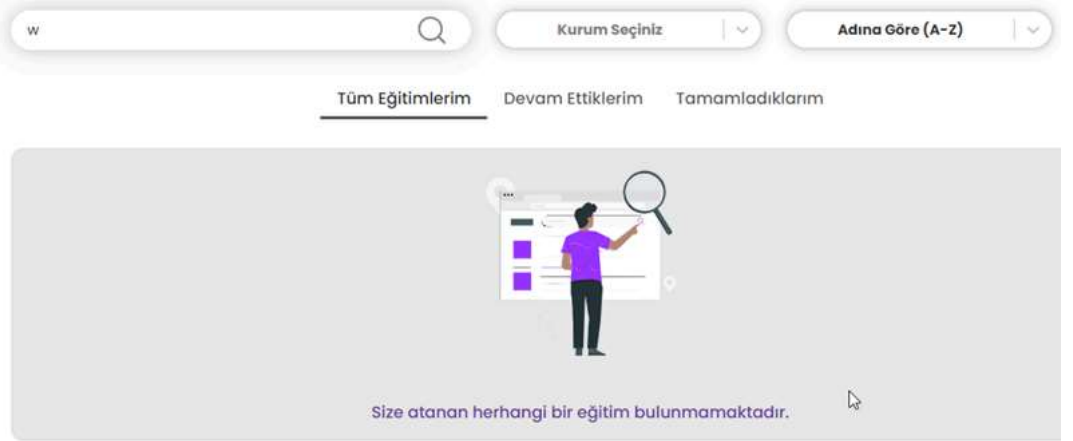 w
Kurum Seçiniz
Adına Göre (A-Z)
Tüm Eğitimlerim Devam Ettiklerim Tamamladıklarım
Size atanan herhangi bir eğitim bulunmamaktadır.